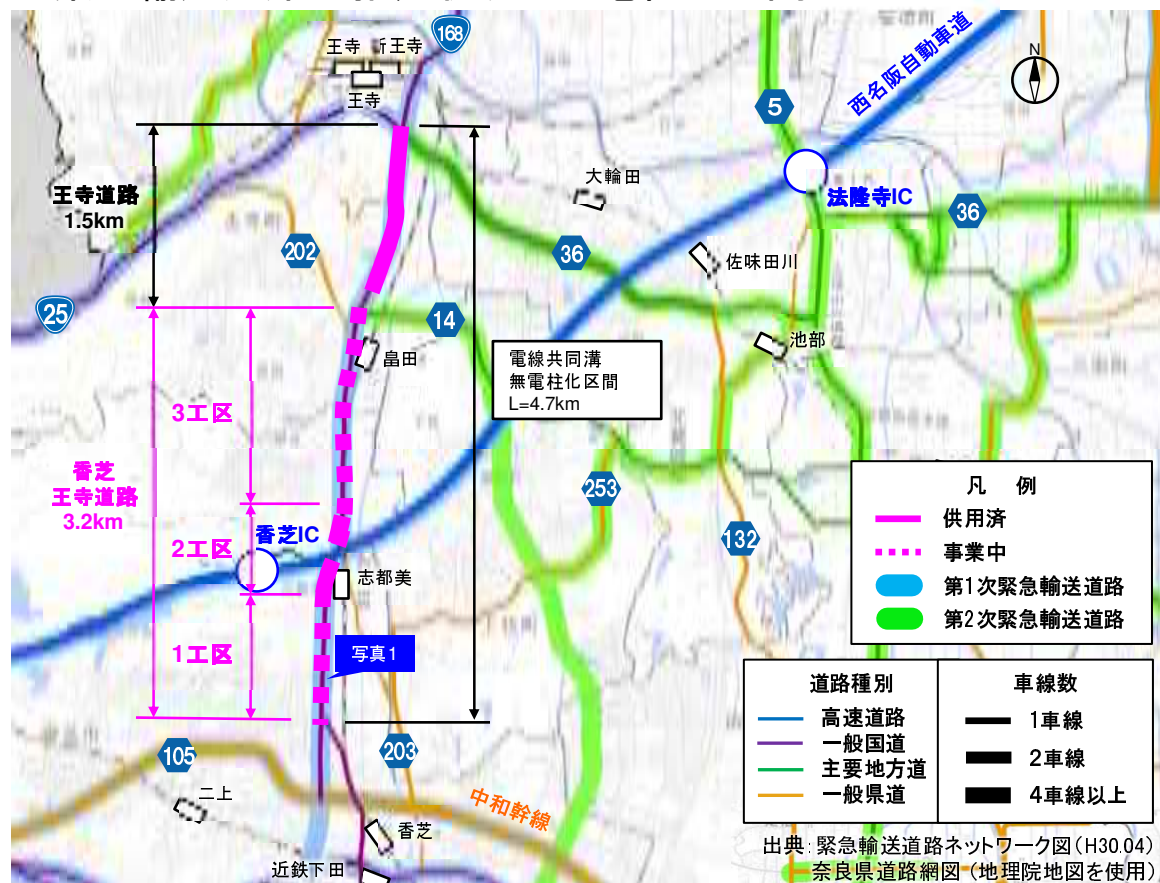 168
王寺
新王寺
王寺
西名阪自動車道
N
5
大輪田
法隆寺IC
王寺道路
1.5km
36
202
36
佐味田川
25
14
池部
畠田
電線共同溝
無電柱化区間
L=4.7km
3工区
香芝
王寺道路
3.2km
253
凡 例
供用済
事業中
第1次緊急輸送道路
第2次緊急輸送道路
香芝IC
2工区
132
志都美
1工区
写真1
道路種別
高速道路
一般国道
主要地方道
一般県道
車線数
1車線
2車線
4車線以上
105
203
二上
中和幹線
香芝
近鉄下田
出典:緊急輸送道路ネットワーク図(H30.04)
奈良県道路網図(地理院地図を使用)